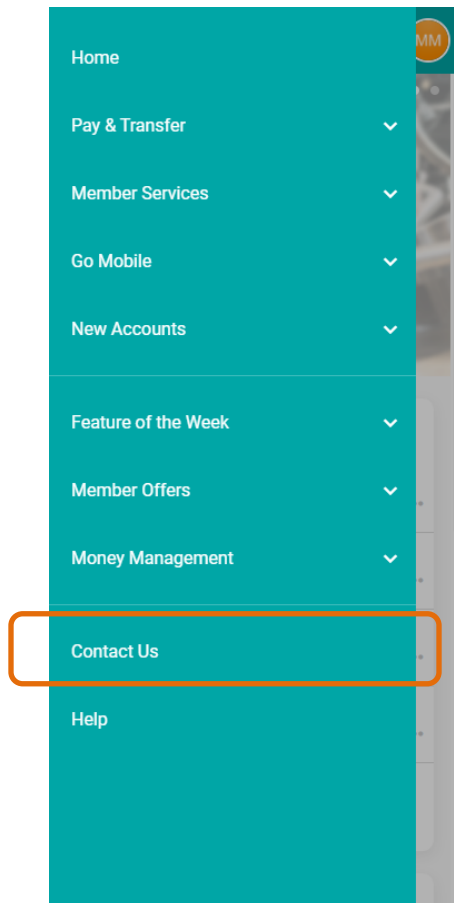 MM
Home
Pay & Transfer
Member Services
Go Mobile
New Accounts
Feature of the Week
Member Offers
Money Management
Contact Us
Help